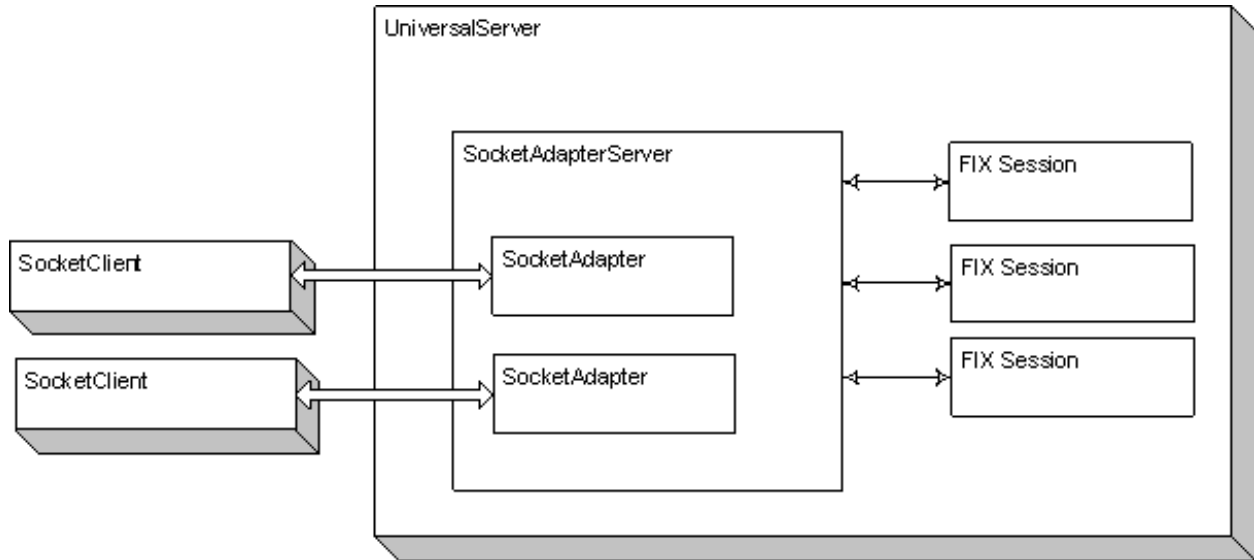 UniversalServer
SocketAdapterServer
FIX Session
SocketClient
SocketAdapter
FIX Session
SocketClient
SocketAdapter
FIX Session